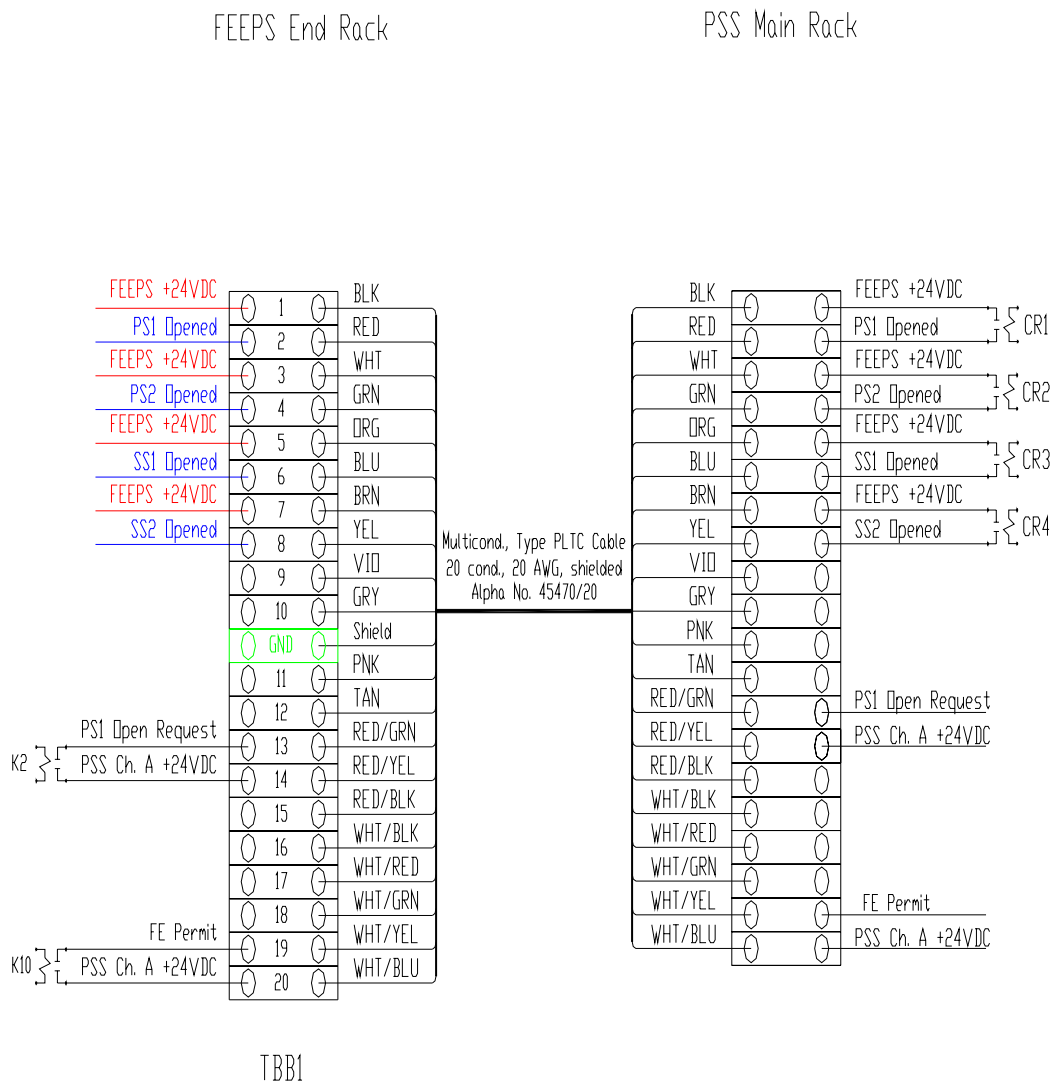 FEEPS End Rack
PSS Main Rack
FEEPS +24VDC
PS1 Opened
FEEPS +24VDC
PS2 Opened
FEEPS +24VDC
SS1 Opened
FEEPS +24VDC
SS2 Opened
PS1 Open Request
K2
PSS Ch. A +24VDC
FE Permit
K10
PSS Ch. A +24VDC
1
2
3
4
5
6
7
8
9
10
GND
11
12
13
14
15
16
17
18
19
20
BLK
RED
WHT
GRN
ORG
BLU
BRN
YEL
VIO
GRY
Shield
PNK
TAN
RED/GRN
RED/YEL
RED/BLK
WHT/BLK
WHT/RED
WHT/GRN
WHT/YEL
WHT/BLU
TBB1
Multicond., Type PLTC Cable
20 cond., 20 AWG, shielded
Alpha No. 45470/20
BLK
RED
WHT
GRN
ORG
BLU
BRN
YEL
VIO
GRY
PNK
TAN
RED/GRN
RED/YEL
RED/BLK
WHT/BLK
WHT/RED
WHT/GRN
WHT/YEL
WHT/BLU
FEEPS +24VDC
PS1 Opened
CR1
FEEPS +24VDC
PS2 Opened
CR2
FEEPS +24VDC
SS1 Opened
CR3
FEEPS +24VDC
SS2 Opened
CR4
PS1 Open Request
PSS Ch. A +24VDC
FE Permit
PSS Ch. A +24VDC